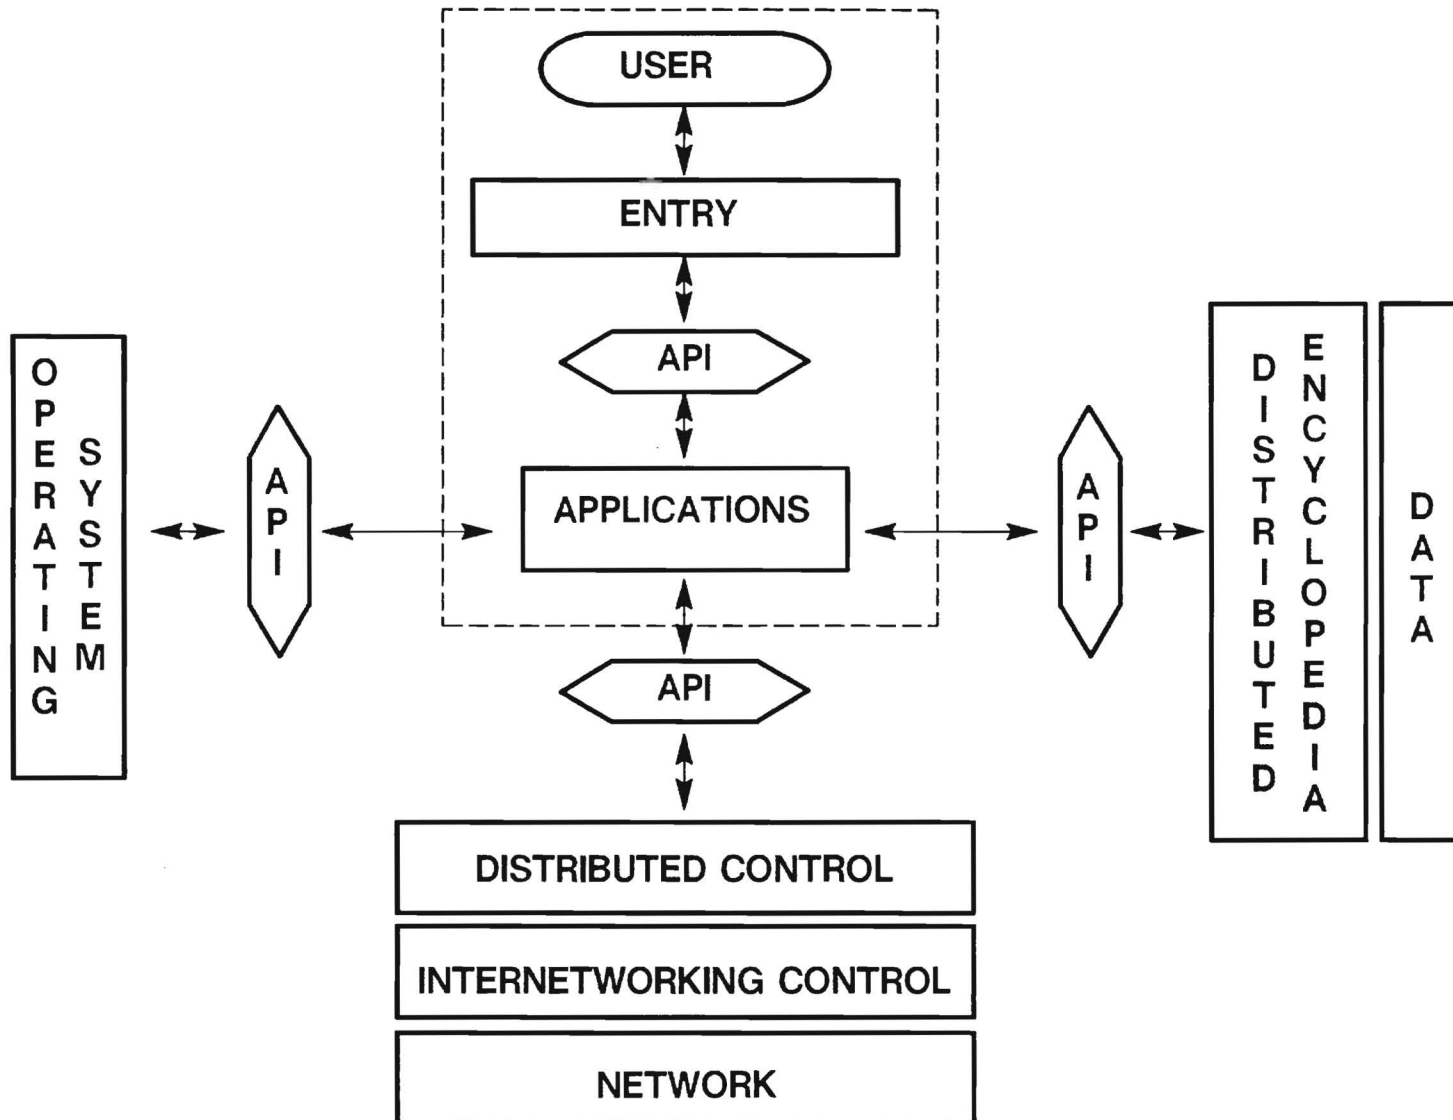 USER
ENTRY
API
APPLICATIONS
OPERATING
SYSTEM
API
API
DISTRIBUTED
ENCYCLOPEDIA
DATA
API
DISTRIBUTED CONTROL
INTERNETWORKING CONTROL
NETWORK